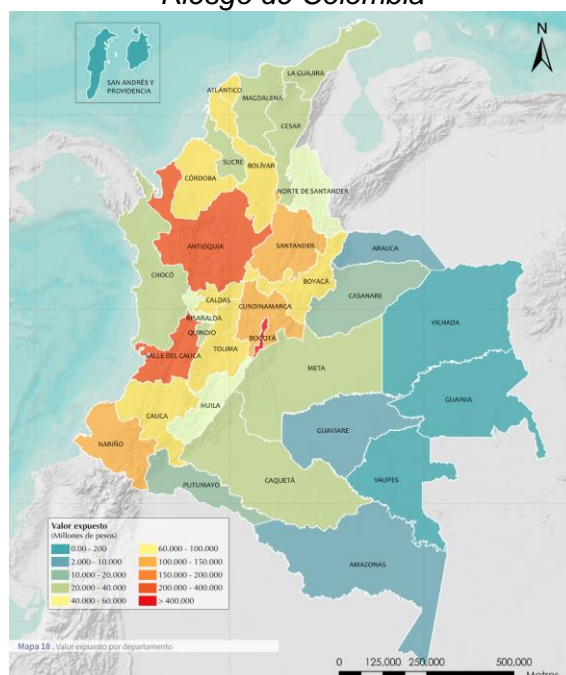 Riesgo de Colombia
N
SAN ANDRÉS Y
PROVIDENCIA
LA GUAJIRA
ATLÁNTICO
MAGDALENA
CESAR
SUCRE
BOLÍVAR
CÓRDOBA
NORTE DE SANTANDER
ANTIOQUIA
SANTANDER
ARAUCA
CHOCÓ
BOYACÁ
CASANARE
CALDAS
CUNDINAMARCA
VICHADA
RISARALDA
QUINDIO
BOGOTÁ
VALLE DEL CAUCA
TOLIMA
META
GUAINIA
HUILA
CAUCA
GUAVIARE
NARIÑO
VAUPES
CAQUETÁ
PUTUMAYO
AMAZONAS
Valor expuesto
(Millones de pesos)
0.00 - 200
2.000 - 10.000
10.000 - 20.000
20.000 - 40.000
40.000 - 60.000
60.000 - 100.000
100.000 - 150.000
150.000 - 200.000
200.000 - 400.000
> 400.000
Mapa 18 . Valor expuesto por departamento
0 125.000 250.000 500.000
Metros